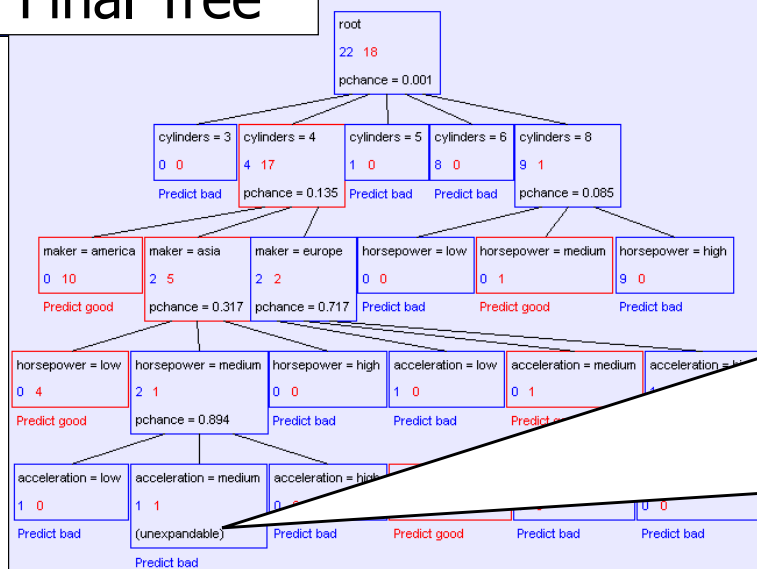 Final Tree
root
22 18
pchance = 0.001
cylinders = 3
0 0
Predict bad
cylinders = 4
4 17
pchance = 0.135
cylinders = 5
1 0
Predict bad
cylinders = 6
8 0
Predict bad
cylinders = 8
9 1
pchance = 0.085
maker = america
0 10
Predict good
maker = asia
2 5
pchance = 0.317
maker = europe
2 2
pchance = 0.717
horsepower = low
0 0
Predict bad
horsepower = medium
0 1
Predict good
horsepower = high
9 0
Predict bad
horsepower = low
0 4
Predict good
horsepower = medium
2 1
pchance = 0.894
horsepower = high
0 0
Predict bad
acceleration = low
1 0
Predict bad
acceleration = medium
0 1
Predict
acceleration =
acceleration = low
1 0
Predict bad
acceleration = medium
1 1
(unexpandable)
Predict bad
acceleration = high
0
Predict bad
Predict good
Predict bad
0 0
Predict bad